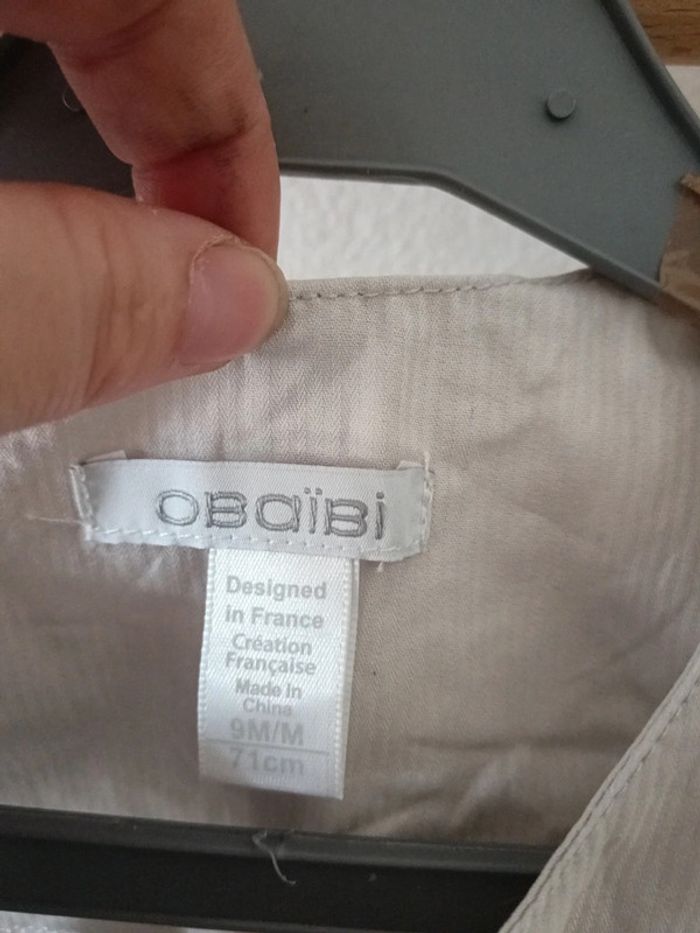 OBaïBi
Designed
in France
Création
Française
Made In
China
9M/M
71cm